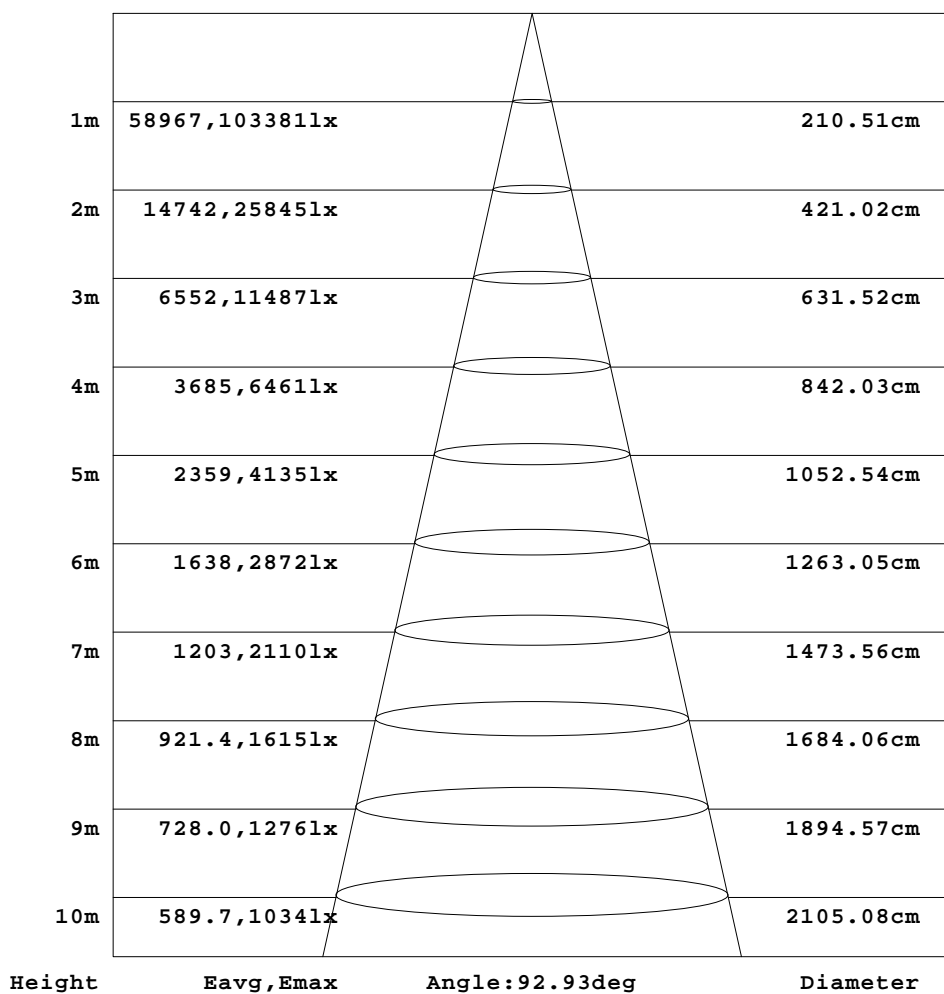 1m 58967,103381lx 210.51cm
2m 14742,25845lx 421.02cm
3m 6552,11487lx 631.52cm
4m 3685,6461lx 842.03cm
5m 2359,4135lx 1052.54cm
6m 1638,2872lx 1263.05cm
7m 1203,2110lx 1473.56cm
8m 921.4,1615lx 1684.06cm
9m 728.0,1276lx 1894.57cm
10m 589.7,1034lx 2105.08cm
Height Eavg,Emax Angle:92.93deg Diameter